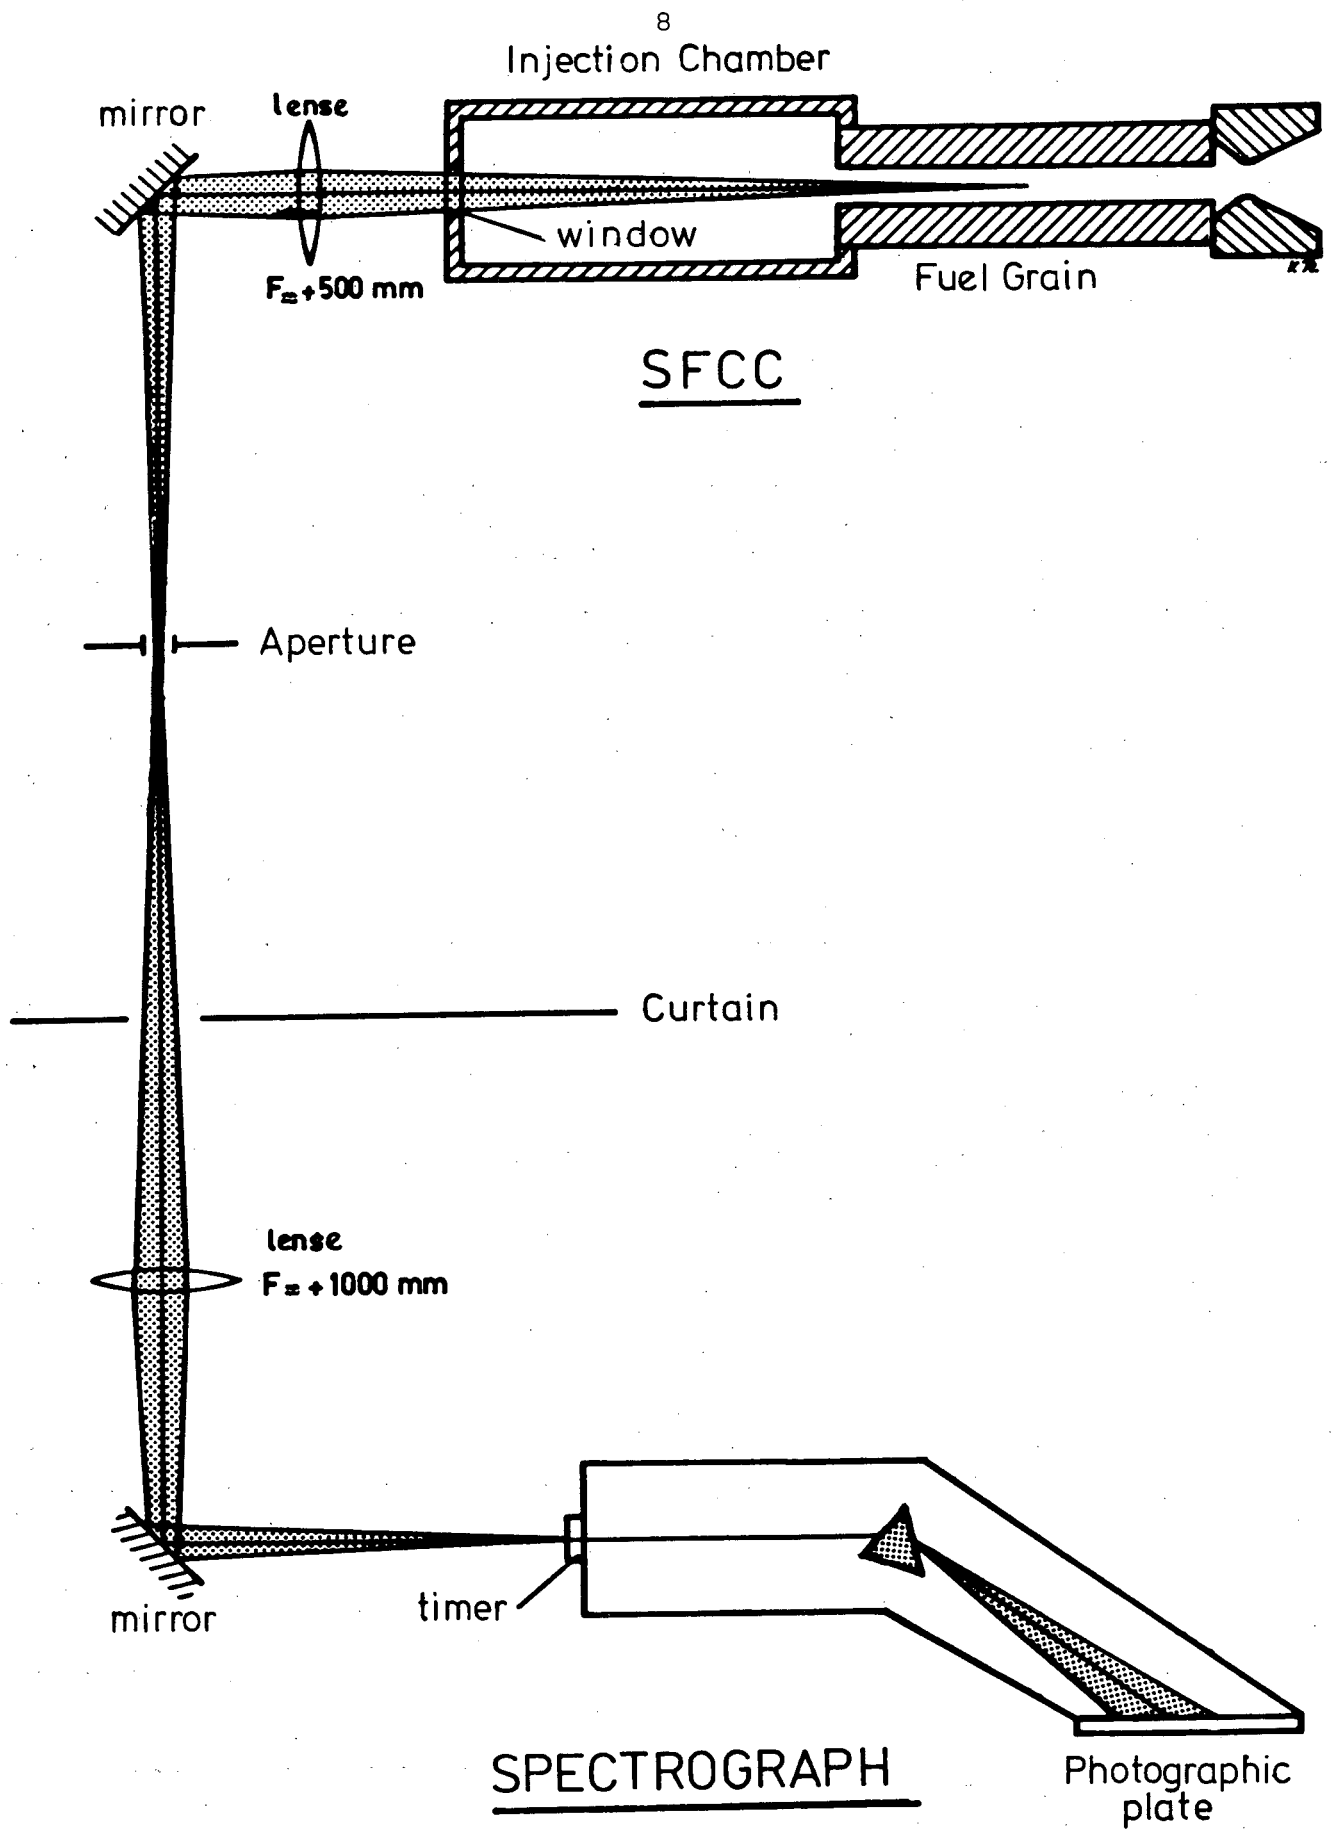 8
Injection Chamber
mirror
lense
window
F = +500 mm
Fuel Grain
SFCC
Aperture
Curtain
lense
F = +1000 mm
timer
mirror
SPECTROGRAPH
Photographic
plate